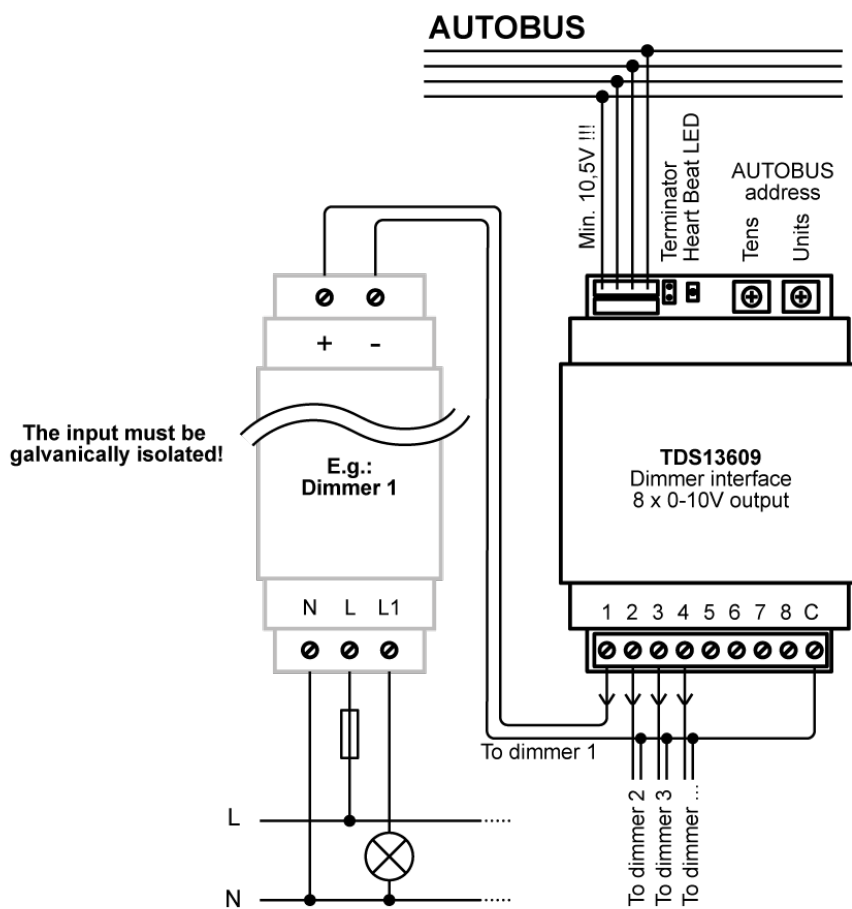 AUTOBUS
Min. 10,5V !!!
Terminator
Heart Beat LED
AUTOBUS
address
Tens
Units
+ -
The input must be
galvanically isolated!
E.g.:
Dimmer 1
TDS13609
Dimmer interface
8 x 0-10V output
N L L1
1 2 3 4 5 6 7 8 C
To dimmer 1
To dimmer 2
To dimmer 3
To dimmer ...
L
N